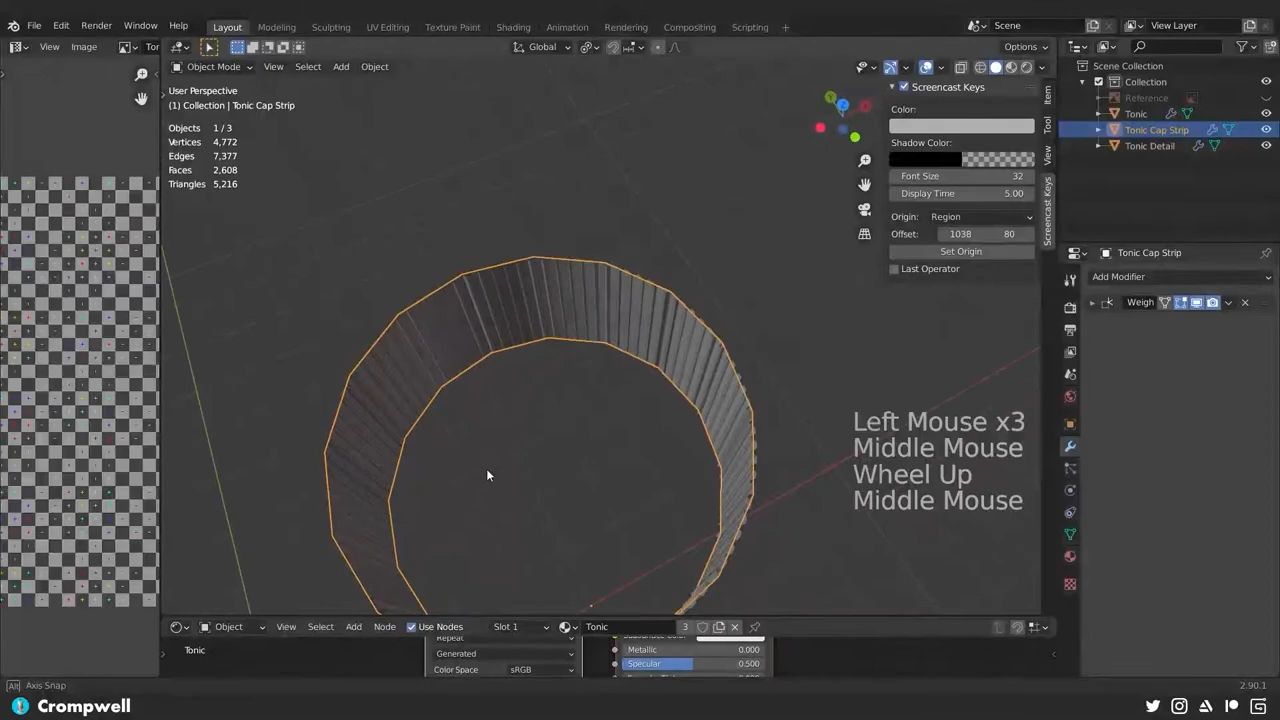 File Edit Render Window Help Layout Modeling Sculpting UV Editing Texture Paint Shading Animation Rendering Compositing Scripting + Scene View Layer
View Image Tor Global Options
Object Mode View Select Add Object
User Perspective
(1) Collection | Tonic Cap Strip
Objects 1 / 3
Vertices 4,772
Edges 7,377
Faces 2,608
Triangles 5,216
Screencast Keys
Color:
Shadow Color:
Font Size 32
Display Time 5.00
Origin: Region
Offset: 1038 80
Set Origin
Last Operator
Item
Tool
View
Screencast Keys
Scene Collection
Collection
Reference
Tonic
Tonic Cap Strip
Tonic Detail
Tonic Cap Strip
Add Modifier
Weigh
Left Mouse x3
Middle Mouse
Wheel Up
Middle Mouse
Object View Select Add Node Use Nodes Slot 1 Tonic 3
Tonic
Repeat
Generated
Color Space sRGB
Metallic 0.000
Specular 0.500
Alt Axis Snap
2.90.1
Crompwell